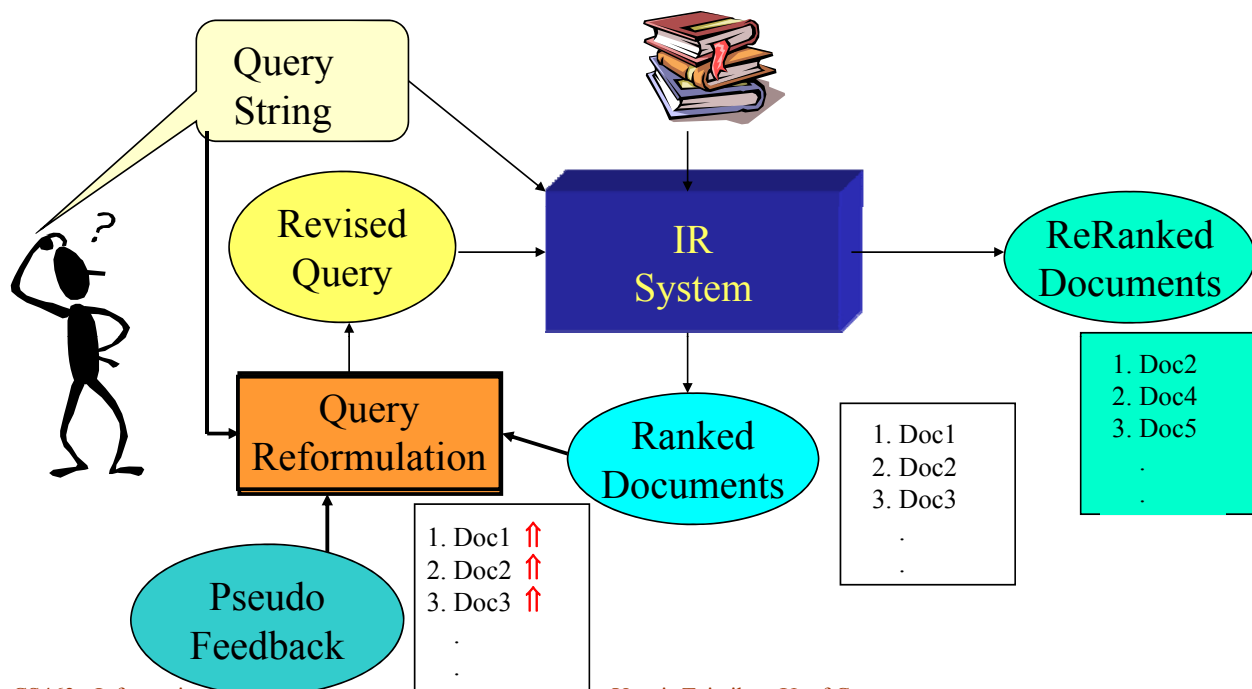 Query
String
?
Revised
Query
IR
System
ReRanked
Documents
1. Doc2
2. Doc4
3. Doc5
.
.
Query
Reformulation
Ranked
Documents
1. Doc1
2. Doc2
3. Doc3
.
.
Pseudo
Feedback
1. Doc1 ⇑
2. Doc2 ⇑
3. Doc3 ⇑
.
.